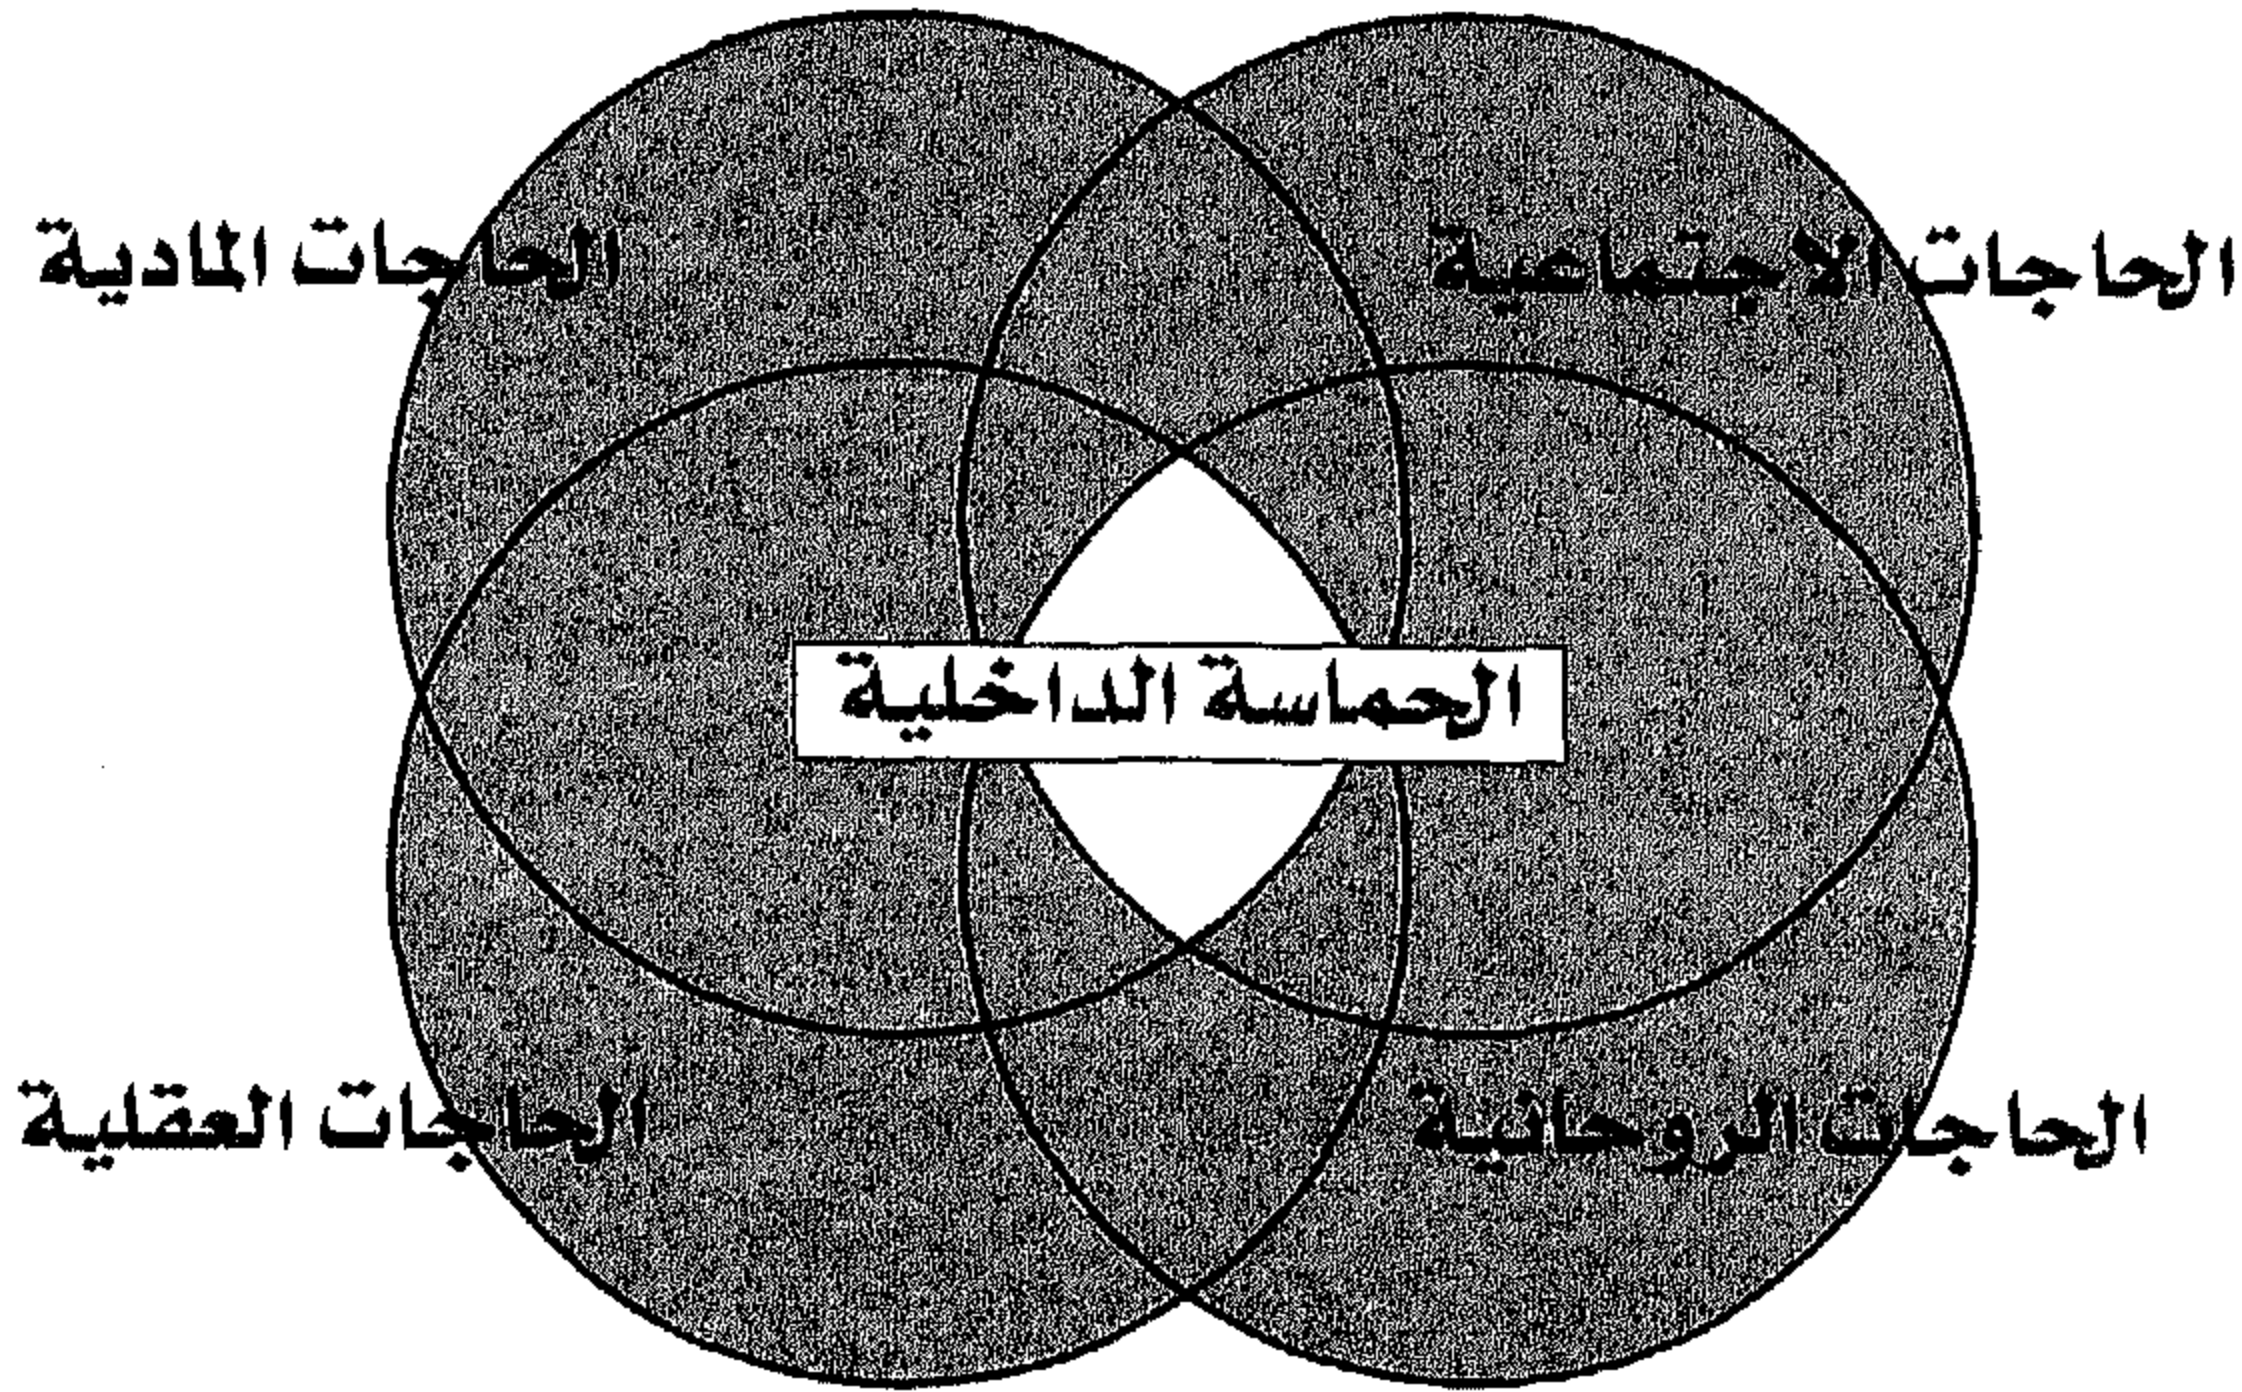 الحاجات الاجتماعية
الحاجات المادية
الحماسة الداخلية
الحاجات الروحانية
الحاجات العقلية